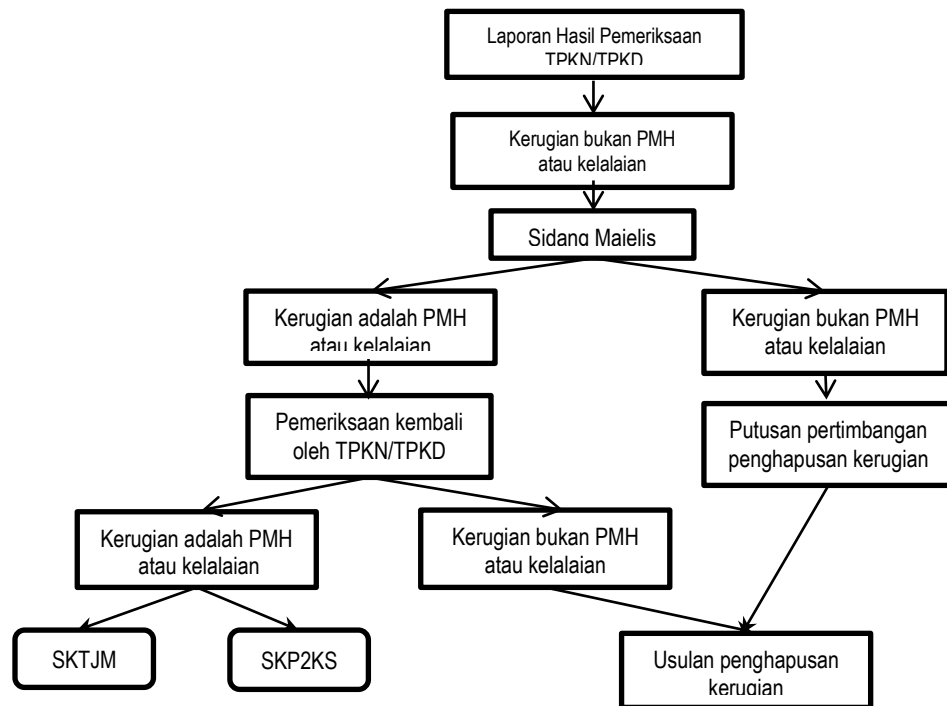 Laporan Hasil Pemeriksaan
TPKN/TPKD
Kerugian bukan PMH
atau kelalaian
Sidang Majelis
Kerugian adalah PMH
atau kelalaian
Kerugian bukan PMH
atau kelalaian
Pemeriksaan kembali
oleh TPKN/TPKD
Putusan pertimbangan
penghapusan kerugian
Kerugian adalah PMH
atau kelalaian
Kerugian bukan PMH
atau kelalaian
SKTJM
SKP2KS
Usulan penghapusan
kerugian